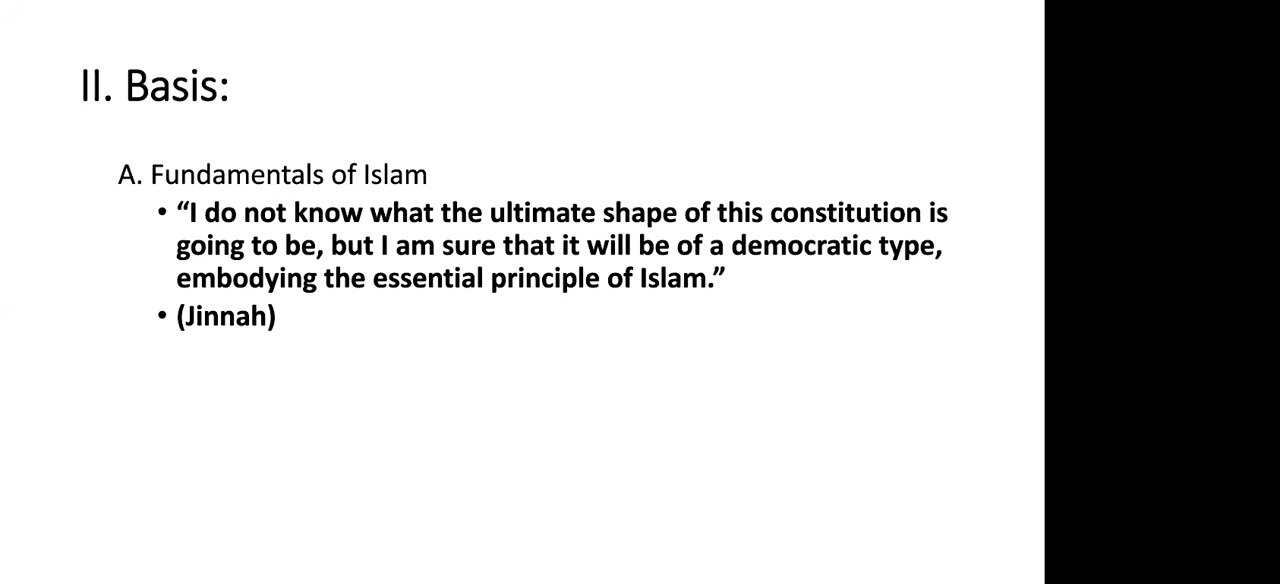 II. Basis:
A. Fundamentals of Islam
• “I do not know what the ultimate shape of this constitution is
going to be, but I am sure that it will be of a democratic type,
embodying the essential principle of Islam.”
• (Jinnah)